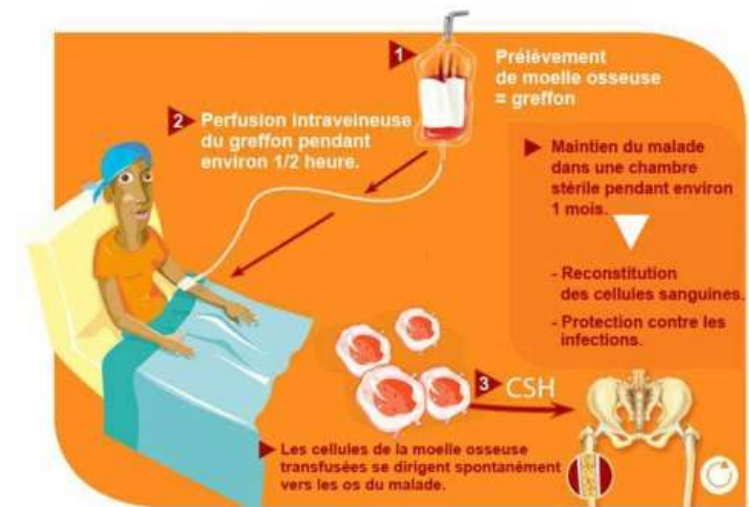 1
Prélèvement
de moelle osseuse
= greffon
2
Perfusion intraveineuse
du greffon pendant
environ 1/2 heure.
Maintien du malade
dans une chambre
stérile pendant environ
1 mois.
- Reconstitution
des cellules sanguines.
- Protection contre les
infections.
3
CSH
Les cellules de la moelle osseuse
transfusées se dirigent spontanément
vers les os du malade.